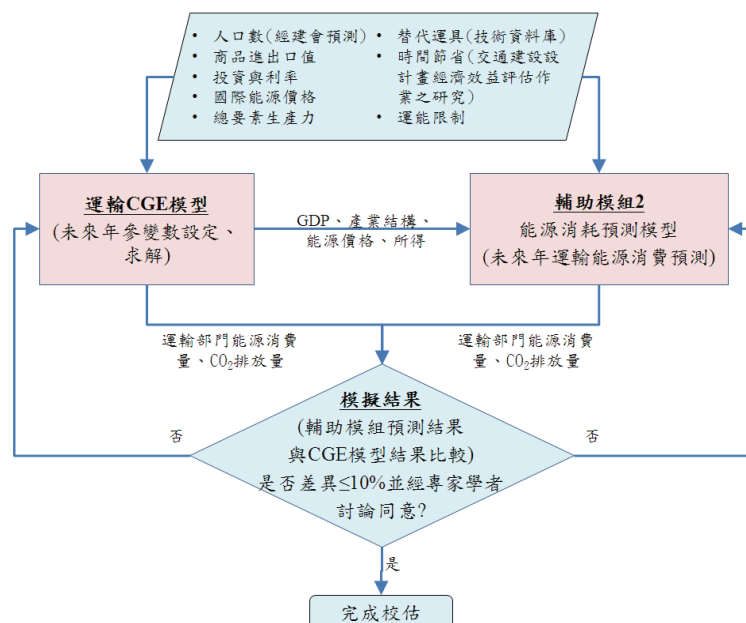 • 人口數(經建會預測)
• 商品進出口值
• 投資與利率
• 國際能源價格
• 總要素生產力
• 替代運具(技術資料庫)
• 時間節省(交通建設設
計畫經濟效益評估作
業之研究)
• 運能限制
運輸CGE模型
(未來年參變數設定、
求解)
GDP、產業結構、
能源價格、所得
輔助模組2
能源消耗預測模型
(未來年運輸能源消費預測)
運輸部門能源消費
量、CO₂排放量
運輸部門能源消費
量、CO₂排放量
模擬結果
(輔助模組預測結果
與CGE模型結果比較)
是否差異≤10%並經專家學者
討論同意?
否
否
是
完成校估